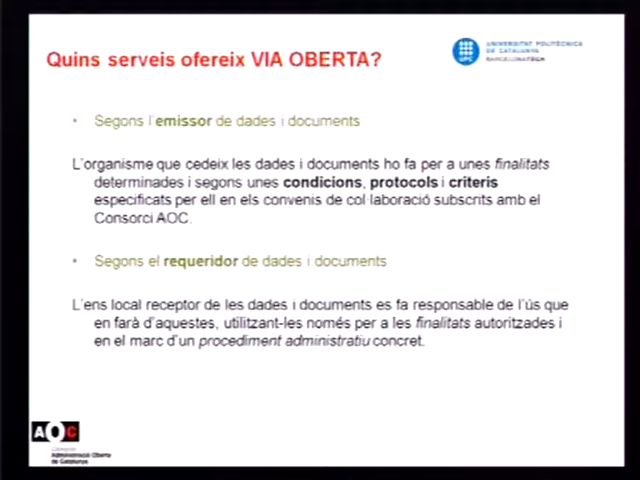 Quins serveis ofereix VIA OBERTA?
UNIVERSITAT POLITÈCNICA
DE CATALUNYA
BARCELONATECH
UPC
• Segons l'emissor de dades i documents
L'organisme que cedeix les dades i documents ho fa per a unes finalitats
determinades i segons unes condicions, protocols i criteris
especificats per ell en els convenis de col·laboració subscrits amb el
Consorci AOC.
• Segons el requeridor de dades i documents
L'ens local receptor de les dades i documents es fa responsable de l'ús que
en farà d'aquestes, utilitzant-les només per a les finalitats autoritzades i
en el marc d'un procediment administratiu concret.
AOC
Consorci
Administració Oberta
de Catalunya